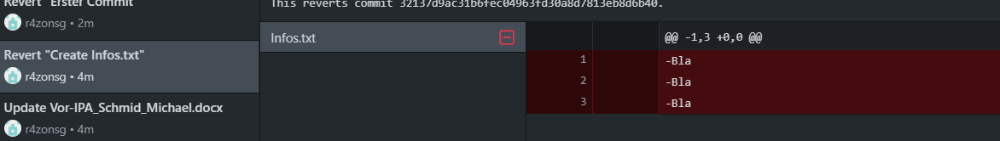 Revert "Erster Commit"
r4zonsg • 2m
Revert "Create Infos.txt"
r4zonsg • 4m
Update Vor-IPA_Schmid_Michael.docx
r4zonsg • 4m
This reverts commit 32137d9ac31b6fec04963fd30a8d7813eb8d6b40.
Infos.txt
@@ -1,3 +0,0 @@
1 -Bla
2 -Bla
3 -Bla